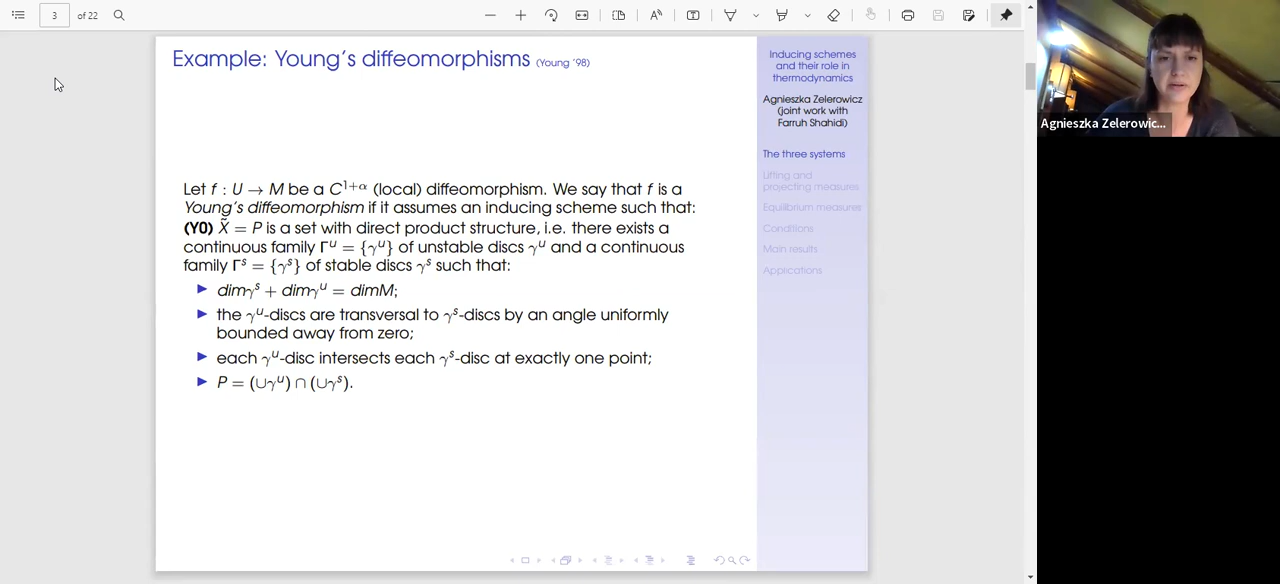 3 of 22
Example: Young's diffeomorphisms (Young '98)
Let f : U → M be a C^{1+α} (local) diffeomorphism. We say that f is a
Young's diffeomorphism if it assumes an inducing scheme such that:
(Y0) X̃ = P is a set with direct product structure, i.e. there exists a
continuous family Γ^u = {γ^u} of unstable discs γ^u and a continuous
family Γ^s = {γ^s} of stable discs γ^s such that:
dimγ^s + dimγ^u = dimM;
the γ^u-discs are transversal to γ^s-discs by an angle uniformly
bounded away from zero;
each γ^u-disc intersects each γ^s-disc at exactly one point;
P = (∪γ^u) ∩ (∪γ^s).
Inducing schemes
and their role in
thermodynamics
Agnieszka Zelerowicz
(joint work with
Farruh Shahidi)
The three systems
Lifting and
projecting measures
Equilibrium measures
Conditions
Main results
Applications
Agnieszka Zelerowic...